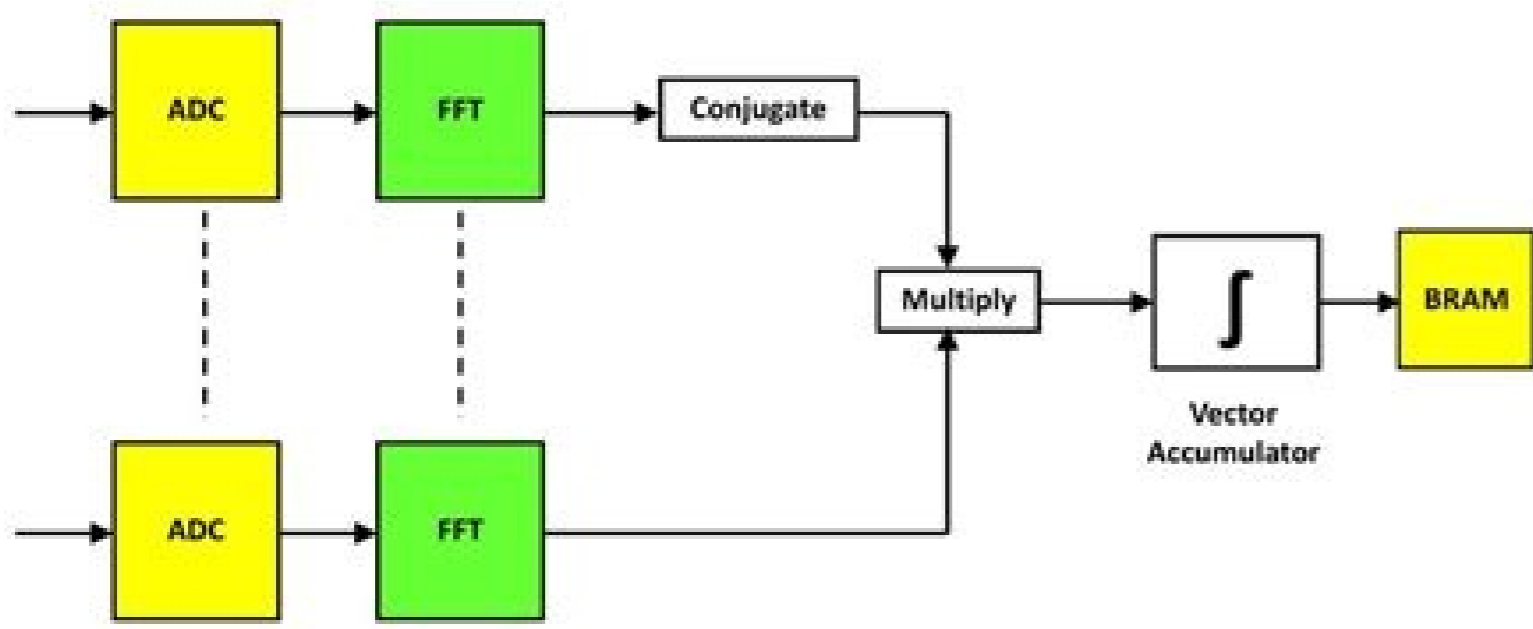 ADC
FFT
Conjugate
Multiply
∫
BRAM
Vector
Accumulator
ADC
FFT